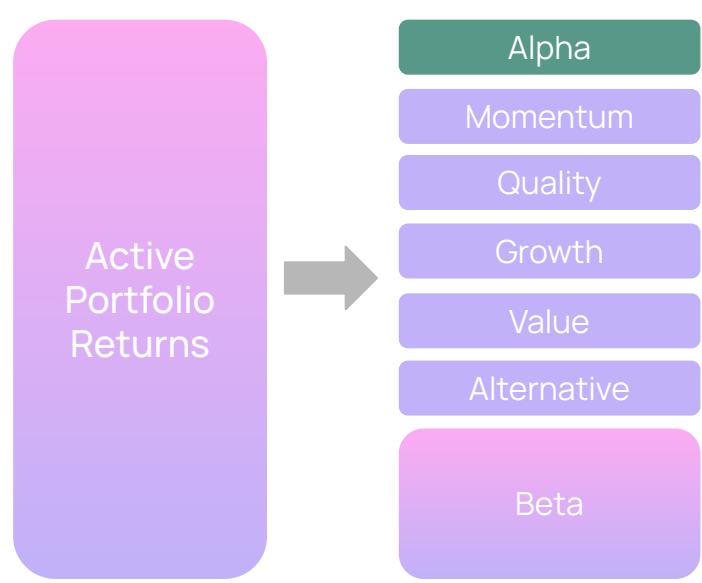 Active
Portfolio
Returns
Alpha
Momentum
Quality
Growth
Value
Alternative
Beta